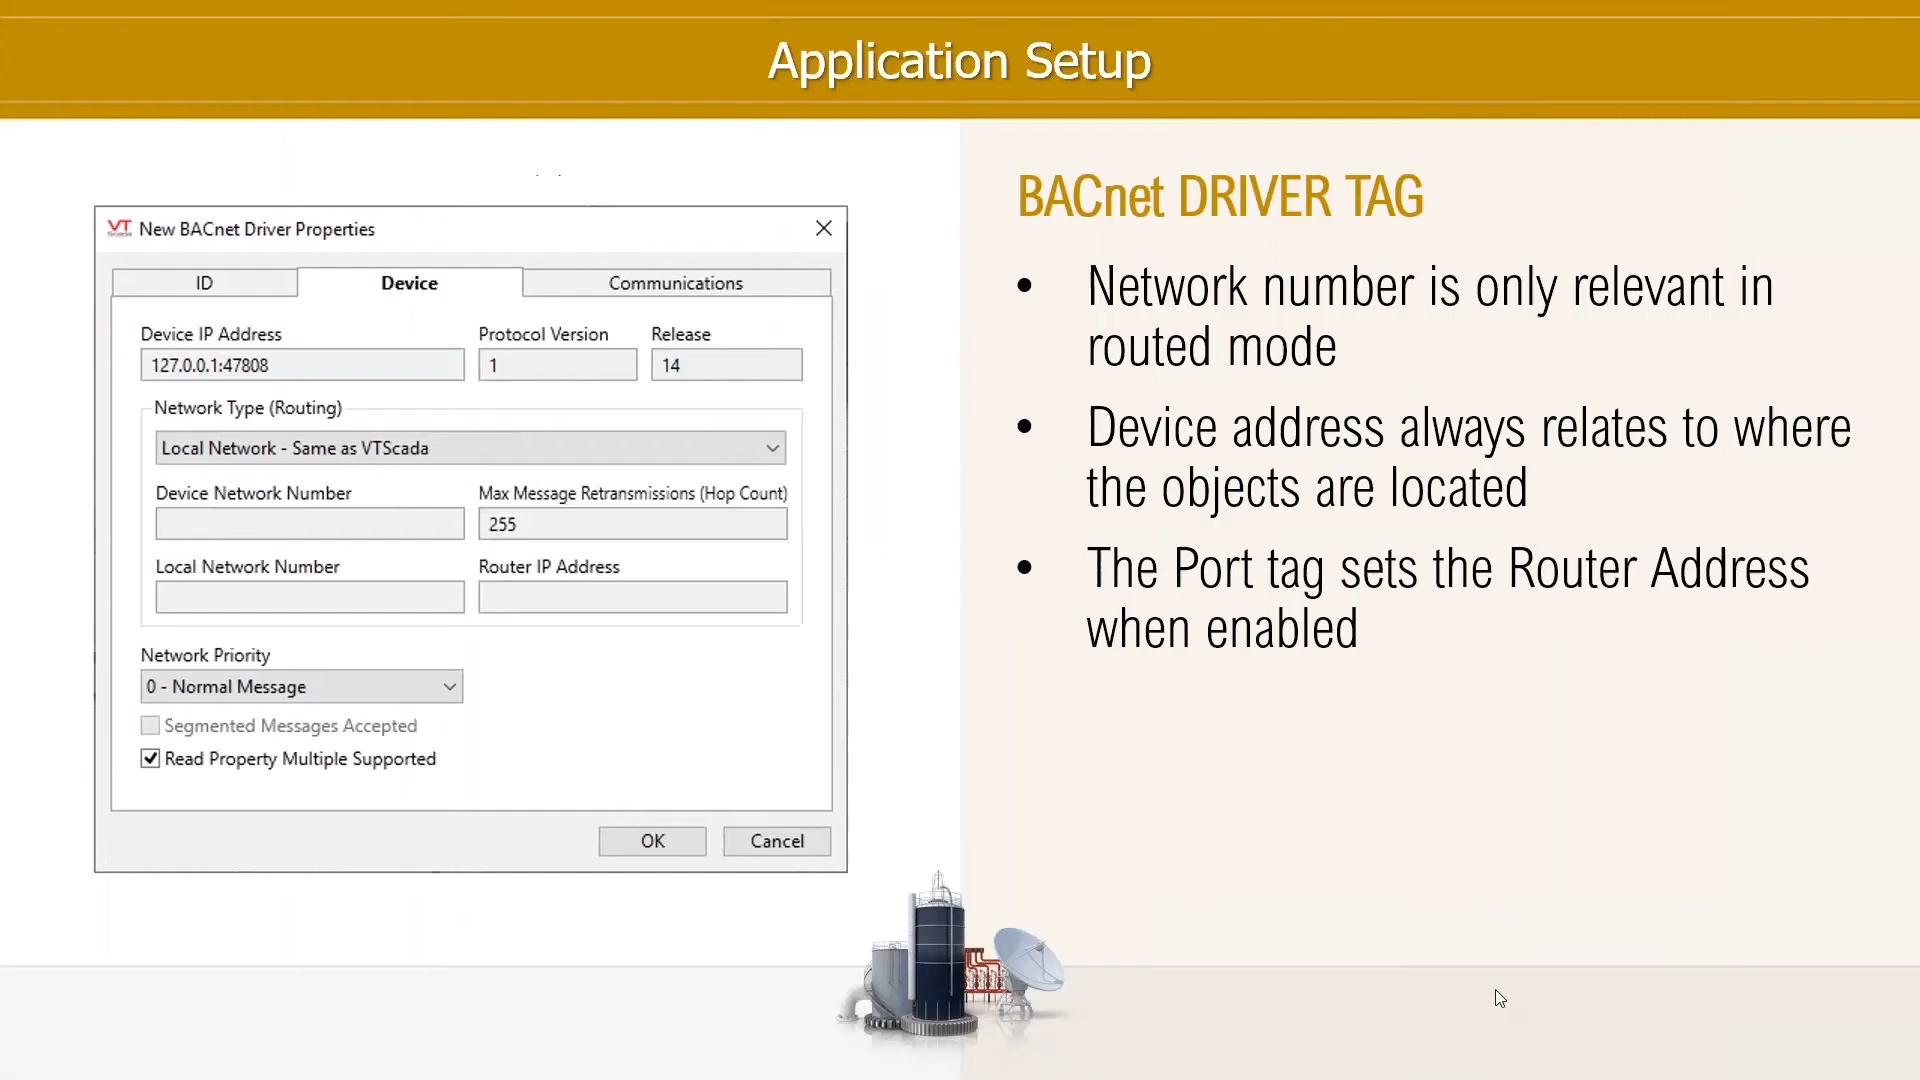 Application Setup
VT
Scada
New BACnet Driver Properties
ID
Device
Communications
Device IP Address
Protocol Version
Release
127.0.0.1:47808
1
14
Network Type (Routing)
Local Network - Same as VTScada
Device Network Number
Max Message Retransmissions (Hop Count)
255
Local Network Number
Router IP Address
Network Priority
0 - Normal Message
Segmented Messages Accepted
Read Property Multiple Supported
OK
Cancel
BACnet DRIVER TAG
• Network number is only relevant in
routed mode
• Device address always relates to where
the objects are located
• The Port tag sets the Router Address
when enabled